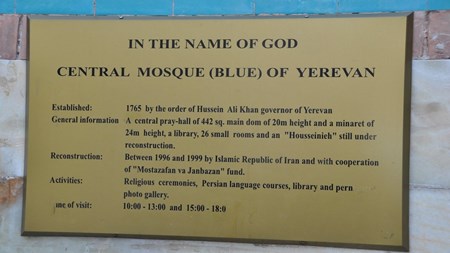 IN THE NAME OF GOD
CENTRAL MOSQUE (BLUE) OF YEREVAN
Established: 1765 by the order of Hussein Ali Khan governor of Yerevan
General information A central pray-hall of 442 sq. main dom of 20m height and a minaret of
24m height, a library, 26 small rooms and an "Housseinieh" still under
reconstruction.
Reconstruction: Between 1996 and 1999 by Islamic Republic of Iran and with cooperation
of "Mostazafan va Janbazan" fund.
Activities: Religious ceremonies, Persian language courses, library and pern
photo gallery.
me of visit: 10:00 - 13:00 and 15:00 - 18:0